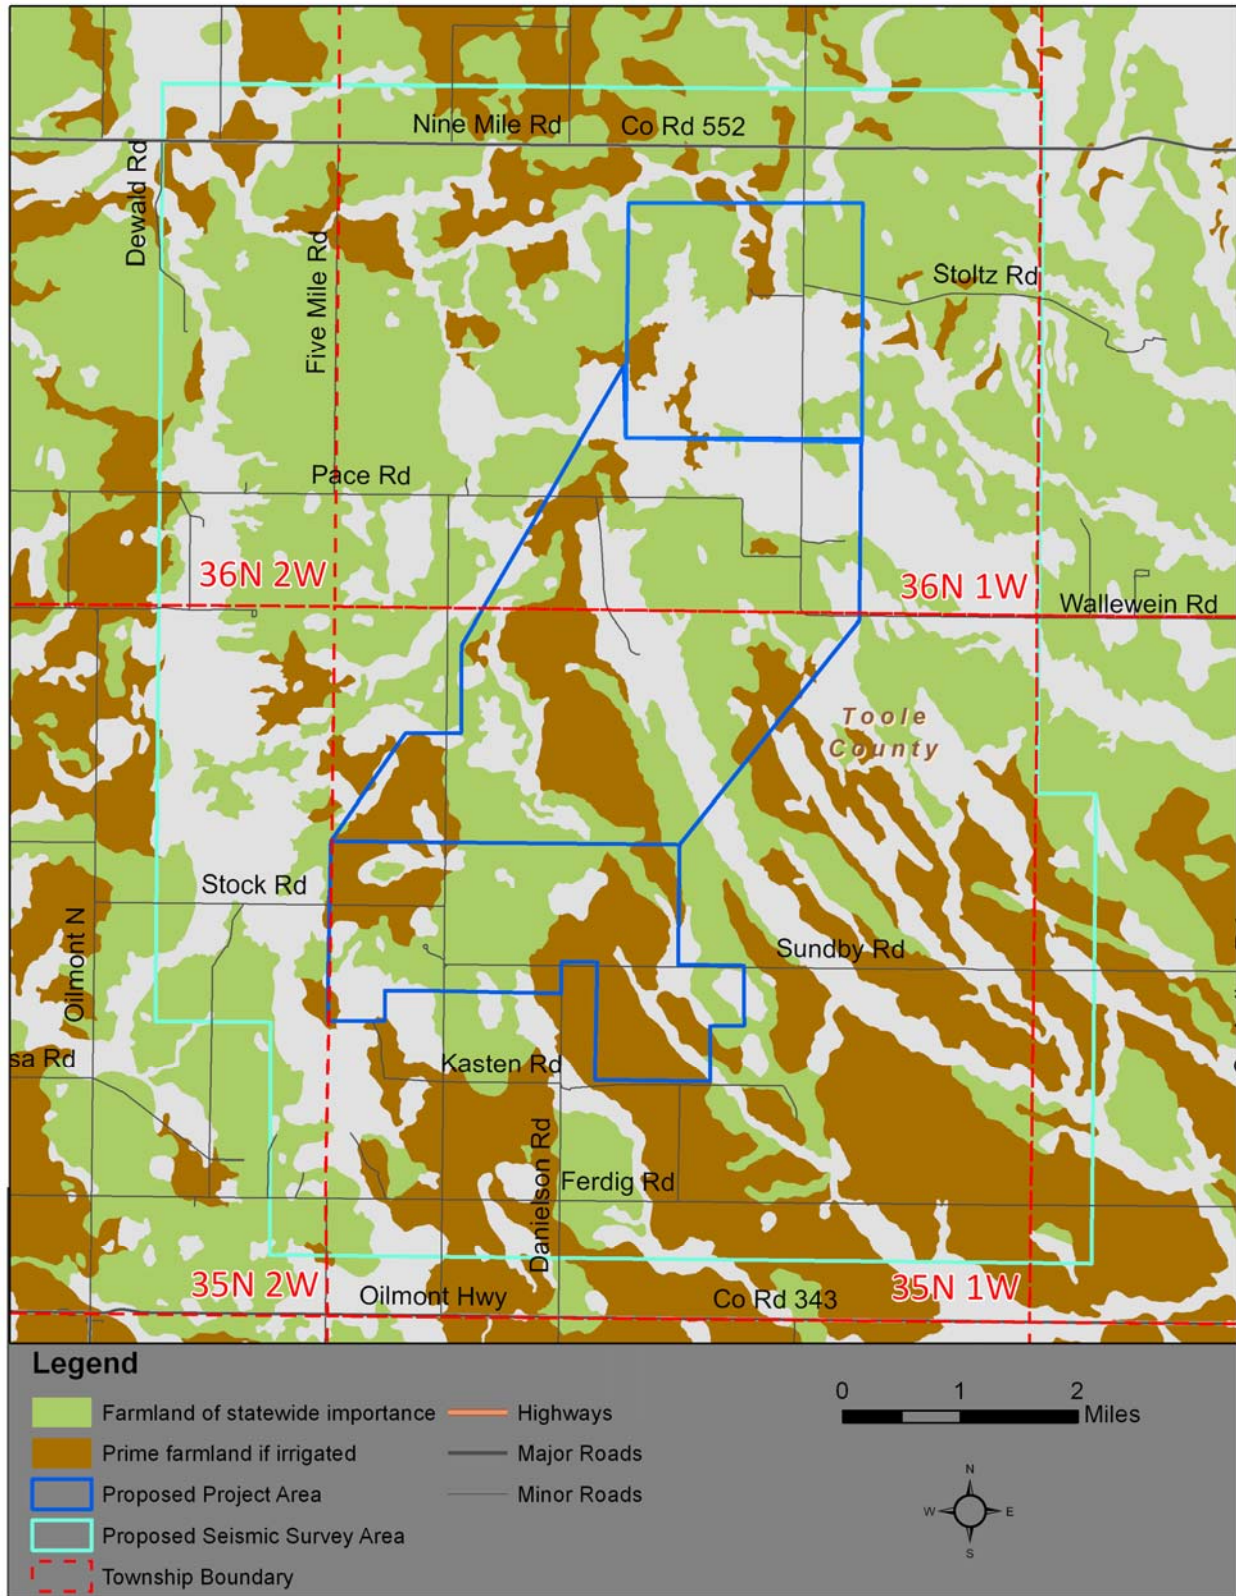 Nine Mile Rd
Co Rd 552
Dewald Rd
Five Mile Rd
Stoltz Rd
Pace Rd
36N 2W
36N 1W
Wallewein Rd
Toole
County
Stock Rd
Oilmont N
Sundby Rd
sa Rd
Kasten Rd
Danielson Rd
Ferdig Rd
35N 2W
35N 1W
Oilmont Hwy
Co Rd 343
Legend
Farmland of statewide importance
Prime farmland if irrigated
Proposed Project Area
Proposed Seismic Survey Area
Township Boundary
Highways
Major Roads
Minor Roads
0 1 2
Miles
N
W E
S